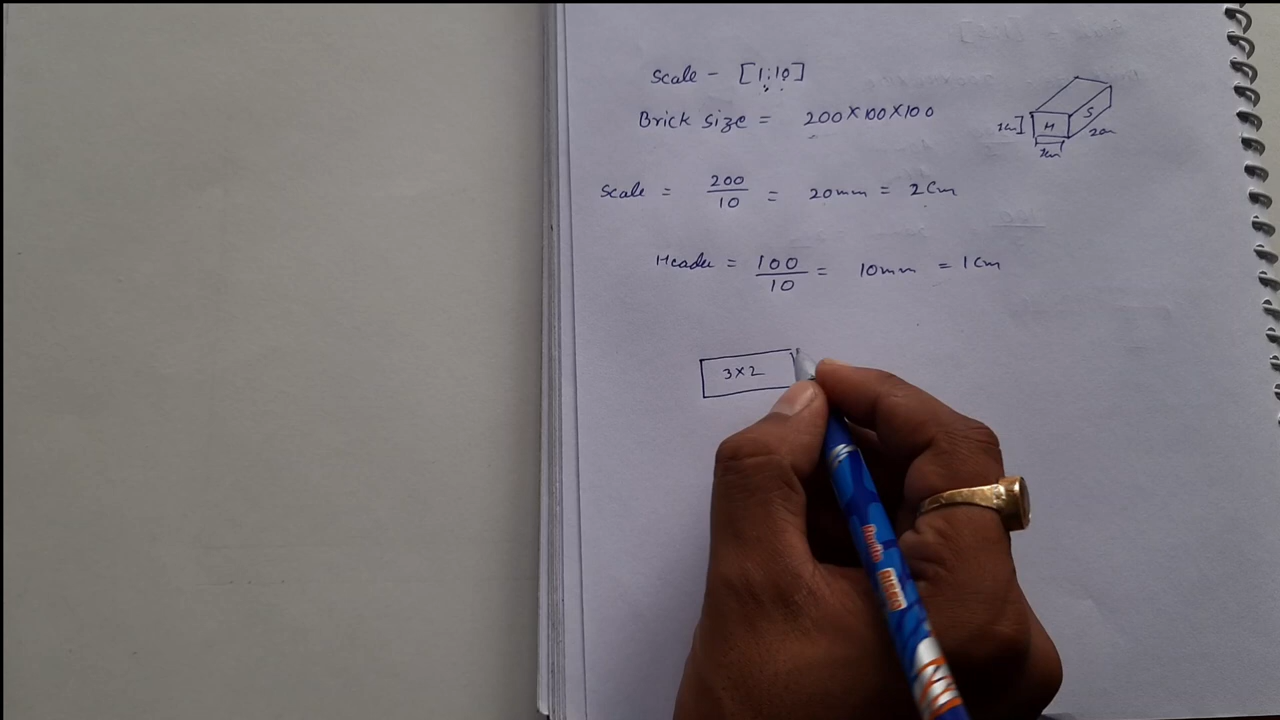 Scale - [1:10]
Brick size = 200×100×100
1cm H S 2cm
1cm
Scale = 200/10 = 20mm = 2cm
Header = 100/10 = 10mm = 1cm
3×2